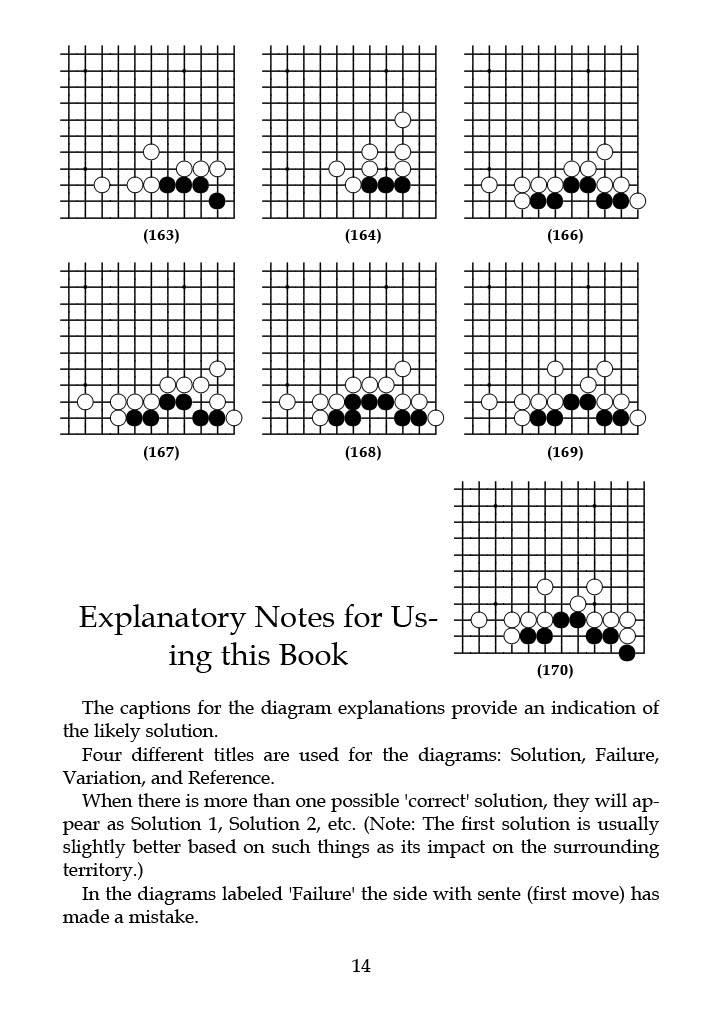 (163)
(164)
(166)
(167)
(168)
(169)
(170)
Explanatory Notes for Us-
ing this Book
The captions for the diagram explanations provide an indication of
the likely solution.
Four different titles are used for the diagrams: Solution, Failure,
Variation, and Reference.
When there is more than one possible 'correct' solution, they will ap-
pear as Solution 1, Solution 2, etc. (Note: The first solution is usually
slightly better based on such things as its impact on the surrounding
territory.)
In the diagrams labeled 'Failure' the side with sente (first move) has
made a mistake.
14